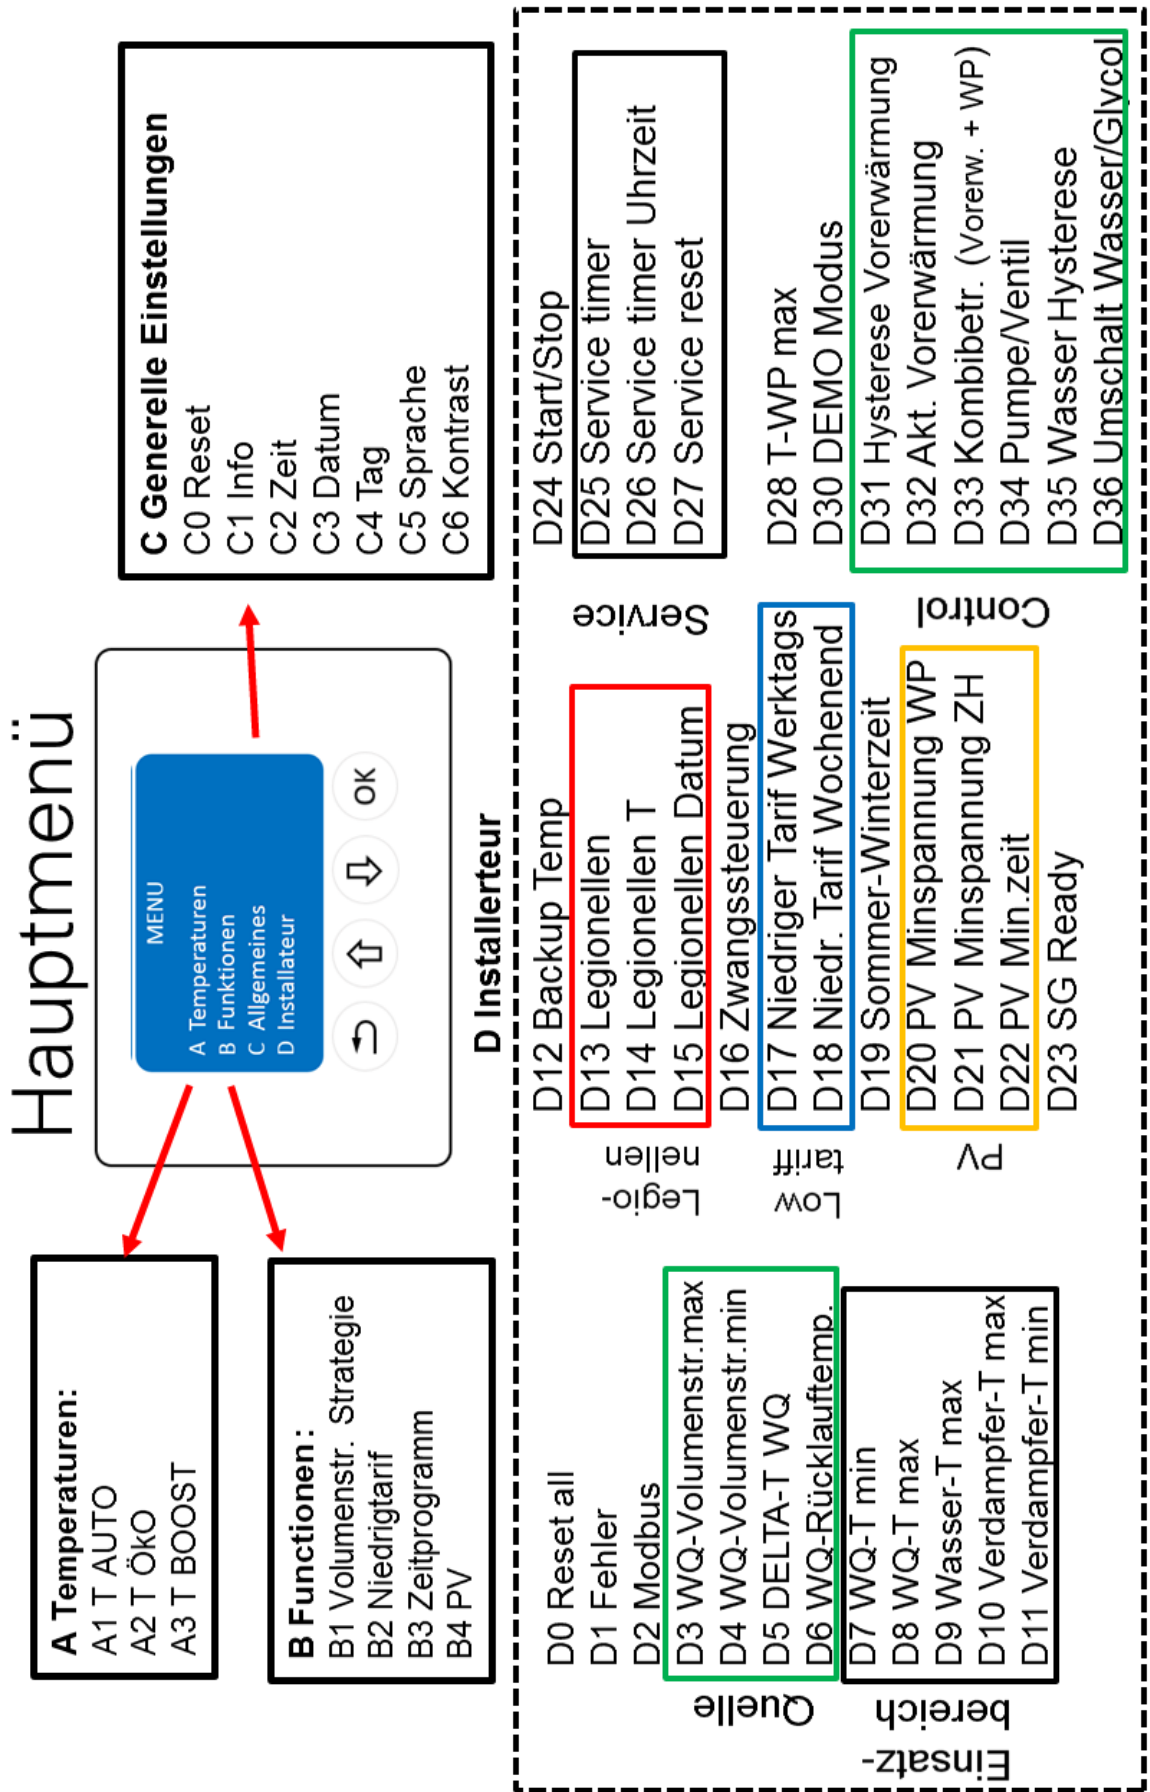 Hauptmenü
A Temperaturen:
A1 T AUTO
A2 T ÖkO
A3 T BOOST
B Functionen:
B1 Volumenstr. Strategie
B2 Niedrigtarif
B3 Zeitprogramm
B4 PV
MENU
A Temperaturen
B Funktionen
C Allgemeines
D Installateur
OK
C Generelle Einstellungen
C0 Reset
C1 Info
C2 Zeit
C3 Datum
C4 Tag
C5 Sprache
C6 Kontrast
D Installerteur
D0 Reset all
D1 Fehler
D2 Modbus
Quelle
D3 WQ-Volumenstr.max
D4 WQ-Volumenstr.min
D5 DELTA-T WQ
D6 WQ-Rücklauftemp.
Einsatz-
bereich
D7 WQ-T min
D8 WQ-T max
D9 Wasser-T max
D10 Verdampfer-T max
D11 Verdampfer-T min
D12 Backup Temp
Legio-
nellen
D13 Legionellen
D14 Legionellen T
D15 Legionellen Datum
D16 Zwangssteuerung
Low
tariff
D17 Niedriger Tarif Werktags
D18 Niedr. Tarif Wochenend
D19 Sommer-Winterzeit
PV
D20 PV Minspannung WP
D21 PV Minspannung ZH
D22 PV Min.zeit
D23 SG Ready
D24 Start/Stop
Service
D25 Service timer
D26 Service timer Uhrzeit
D27 Service reset
D28 T-WP max
D30 DEMO Modus
Control
D31 Hysterese Vorerwärmung
D32 Akt. Vorerwärmung
D33 Kombibetr. (Vorerw. + WP)
D34 Pumpe/Ventil
D35 Wasser Hysterese
D36 Umschalt Wasser/Glycol